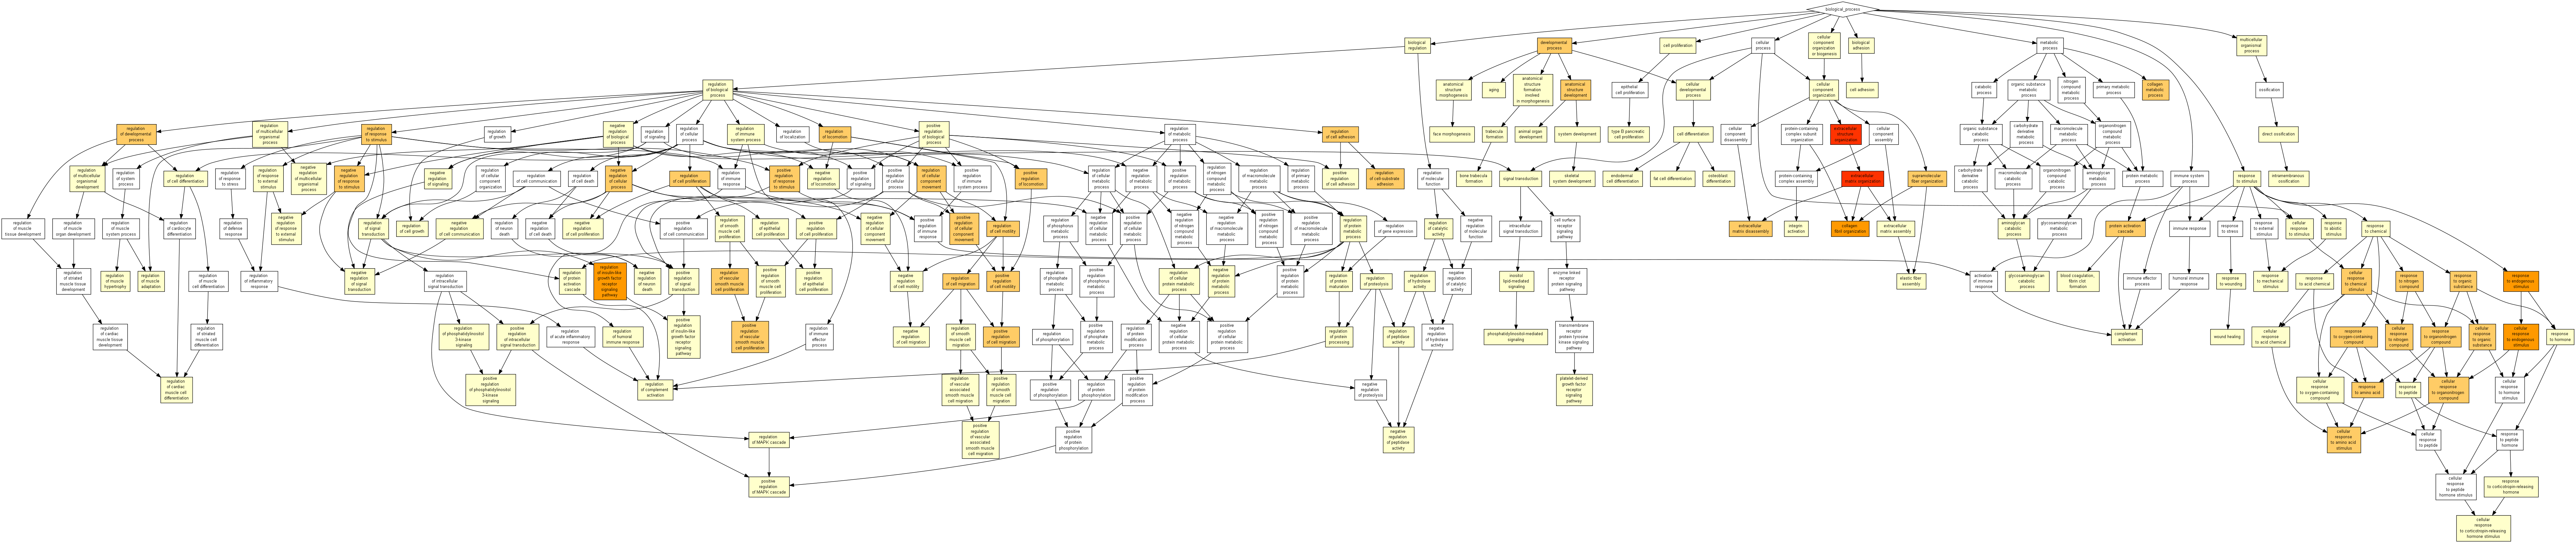 biological_process
biological
regulation
developmental
process
cell proliferation
cellular
process
cellular
component
organization
or biogenesis
biological
adhesion
metabolic
process
multicellular
organismal
process
regulation
of biological
process
anatomical
structure
morphogenesis
aging
anatomical
structure
formation
involved
in morphogenesis
anatomical
structure
development
epithelial
cell proliferation
cellular
developmental
process
cellular
component
organization
cell adhesion
catabolic
process
organic substance
metabolic
process
nitrogen
compound
metabolic
process
primary metabolic
process
collagen
metabolic
process
ossification
regulation
of developmental
process
regulation
of multicellular
organismal
process
regulation
of response
to stimulus
regulation
of growth
negative
regulation
of biological
process
regulation
of signaling
regulation
of cellular
process
regulation
of immune
system process
regulation
of localization
regulation
of locomotion
positive
regulation
of biological
process
regulation
of metabolic
process
regulation
of cell adhesion
face morphogenesis
trabecula
formation
animal organ
development
system development
type B pancreatic
cell proliferation
cell differentiation
cellular
component
disassembly
protein-containing
complex subunit
organization
extracellular
structure
organization
cellular
component
assembly
organic substance
catabolic
process
carbohydrate
derivative
metabolic
process
macromolecule
metabolic
process
organonitrogen
compound
metabolic
process
direct ossification
regulation
of multicellular
organismal
development
regulation
of system
process
regulation
of cell differentiation
regulation
of response
to stress
regulation
of response
to external
stimulus
negative
regulation
of multicellular
organismal
process
negative
regulation
of response
to stimulus
negative
regulation
of signaling
regulation
of cellular
component
organization
regulation
of cell communication
regulation
of cell death
negative
regulation
of cellular
process
regulation
of cell proliferation
regulation
of immune
response
positive
regulation
of response
to stimulus
negative
regulation
of locomotion
positive
regulation
of signaling
positive
regulation
of cellular
process
regulation
of cellular
component
movement
positive
regulation
of immune
system process
positive
regulation
of locomotion
regulation
of cellular
metabolic
process
negative
regulation
of metabolic
process
positive
regulation
of metabolic
process
regulation
of nitrogen
compound
metabolic
process
regulation
of macromolecule
metabolic
process
regulation
of primary
metabolic
process
positive
regulation
of cell adhesion
regulation
of cell-substrate
adhesion
regulation
of molecular
function
bone trabecula
formation
signal transduction
skeletal
system development
endodermal
cell differentiation
fat cell differentiation
osteoblast
differentiation
protein-containing
complex assembly
extracellular
matrix organization
supramolecular
fiber organization
carbohydrate
derivative
catabolic
process
macromolecule
catabolic
process
organonitrogen
compound
catabolic
process
aminoglycan
metabolic
process
protein metabolic
process
immune system
process
response
to stimulus
intramembranous
ossification
regulation
of muscle
tissue development
regulation
of muscle
organ development
regulation
of muscle
system process
regulation
of cardiocyte
differentiation
regulation
of defense
response
negative
regulation
of response
to external
stimulus
regulation
of signal
transduction
regulation
of cell growth
negative
regulation
of cell communication
regulation
of neuron
death
negative
regulation
of cell death
negative
regulation
of cell proliferation
positive
regulation
of cell communication
regulation
of smooth
muscle cell
proliferation
regulation
of epithelial
cell proliferation
positive
regulation
of cell proliferation
negative
regulation
of cellular
component
movement
positive
regulation
of immune
response
positive
regulation
of cellular
component
movement
regulation
of cell motility
regulation
of phosphorus
metabolic
process
negative
regulation
of cellular
metabolic
process
positive
regulation
of cellular
metabolic
process
negative
regulation
of nitrogen
compound
metabolic
process
negative
regulation
of macromolecule
metabolic
process
positive
regulation
of nitrogen
compound
metabolic
process
positive
regulation
of macromolecule
metabolic
process
regulation
of protein
metabolic
process
regulation
of gene expression
regulation
of catalytic
activity
negative
regulation
of molecular
function
intracellular
signal transduction
cell surface
receptor
signaling
pathway
extracellular
matrix disassembly
integrin
activation
collagen
fibril organization
extracellular
matrix assembly
aminoglycan
catabolic
process
glycosaminoglycan
metabolic
process
protein activation
cascade
immune response
response
to stress
response
to external
stimulus
cellular
response
to stimulus
response
to abiotic
stimulus
response
to chemical
regulation
of striated
muscle tissue
development
regulation
of muscle
hypertrophy
regulation
of muscle
adaptation
regulation
of muscle
cell differentiation
regulation
of inflammatory
response
negative
regulation
of signal
transduction
regulation
of intracellular
signal transduction
regulation
of protein
activation
cascade
regulation
of insulin-like
growth factor
receptor
signaling
pathway
negative
regulation
of neuron
death
positive
regulation
of signal
transduction
regulation
of vascular
smooth muscle
cell proliferation
positive
regulation
of smooth
muscle cell
proliferation
positive
regulation
of epithelial
cell proliferation
negative
regulation
of cell motility
regulation
of cell migration
positive
regulation
of cell motility
regulation
of phosphate
metabolic
process
positive
regulation
of phosphorus
metabolic
process
regulation
of cellular
protein metabolic
process
negative
regulation
of protein
metabolic
process
positive
regulation
of protein
metabolic
process
regulation
of protein
maturation
regulation
of proteolysis
regulation
of hydrolase
activity
negative
regulation
of catalytic
activity
inositol
lipid-mediated
signaling
enzyme linked
receptor
protein signaling
pathway
elastic fiber
assembly
activation
of immune
response
glycosaminoglycan
catabolic
process
blood coagulation,
fibrin clot
formation
immune effector
process
humoral immune
response
response
to wounding
response
to mechanical
stimulus
response
to acid chemical
cellular
response
to chemical
stimulus
response
to nitrogen
compound
response
to organic
substance
response
to endogenous
stimulus
regulation
of cardiac
muscle tissue
development
regulation
of striated
muscle cell
differentiation
regulation
of phosphatidylinositol
3-kinase
signaling
positive
regulation
of intracellular
signal transduction
regulation
of acute inflammatory
response
regulation
of humoral
immune response
positive
regulation
of insulin-like
growth factor
receptor
signaling
pathway
positive
regulation
of vascular
smooth muscle
cell proliferation
regulation
of immune
effector
process
negative
regulation
of cell migration
regulation
of smooth
muscle cell
migration
positive
regulation
of cell migration
regulation
of phosphorylation
positive
regulation
of phosphate
metabolic
process
regulation
of protein
modification
process
negative
regulation
of cellular
protein metabolic
process
positive
regulation
of cellular
protein metabolic
process
regulation
of protein
processing
regulation
of peptidase
activity
negative
regulation
of hydrolase
activity
phosphatidylinositol-mediated
signaling
transmembrane
receptor
protein tyrosine
kinase signaling
pathway
complement
activation
wound healing
cellular
response
to acid chemical
response
to oxygen-containing
compound
cellular
response
to nitrogen
compound
response
to organonitrogen
compound
cellular
response
to organic
substance
cellular
response
to endogenous
stimulus
response
to hormone
regulation
of cardiac
muscle cell
differentiation
positive
regulation
of phosphatidylinositol
3-kinase
signaling
regulation
of complement
activation
regulation
of vascular
associated
smooth muscle
cell migration
positive
regulation
of smooth
muscle cell
migration
positive
regulation
of phosphorylation
regulation
of protein
phosphorylation
positive
regulation
of protein
modification
process
negative
regulation
of proteolysis
platelet-derived
growth factor
receptor
signaling
pathway
cellular
response
to oxygen-containing
compound
response
to amino acid
response
to peptide
cellular
response
to organonitrogen
compound
cellular
response
to hormone
stimulus
regulation
of MAPK cascade
positive
regulation
of vascular
associated
smooth muscle
cell migration
positive
regulation
of protein
phosphorylation
negative
regulation
of peptidase
activity
cellular
response
to amino acid
stimulus
cellular
response
to peptide
response
to peptide
hormone
positive
regulation
of MAPK cascade
cellular
response
to peptide
hormone stimulus
response
to corticotropin-releasing
hormone
cellular
response
to corticotropin-releasing
hormone stimulus